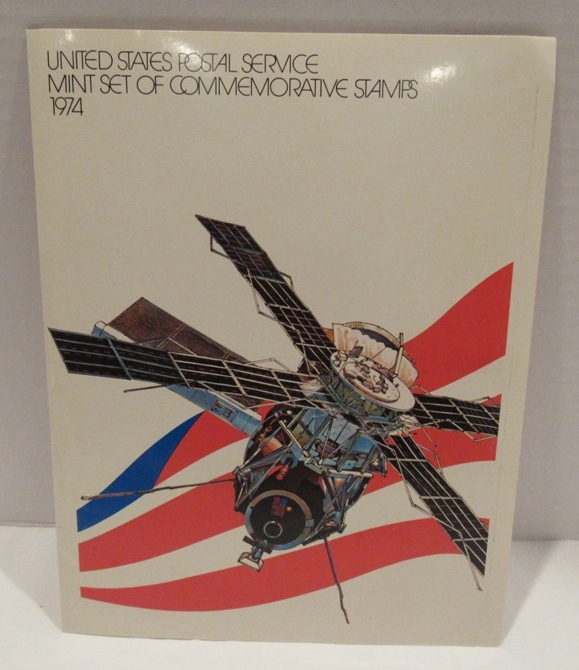 UNITED STATES POSTAL SERVICE
MINT SET OF COMMEMORATIVE STAMPS
1974